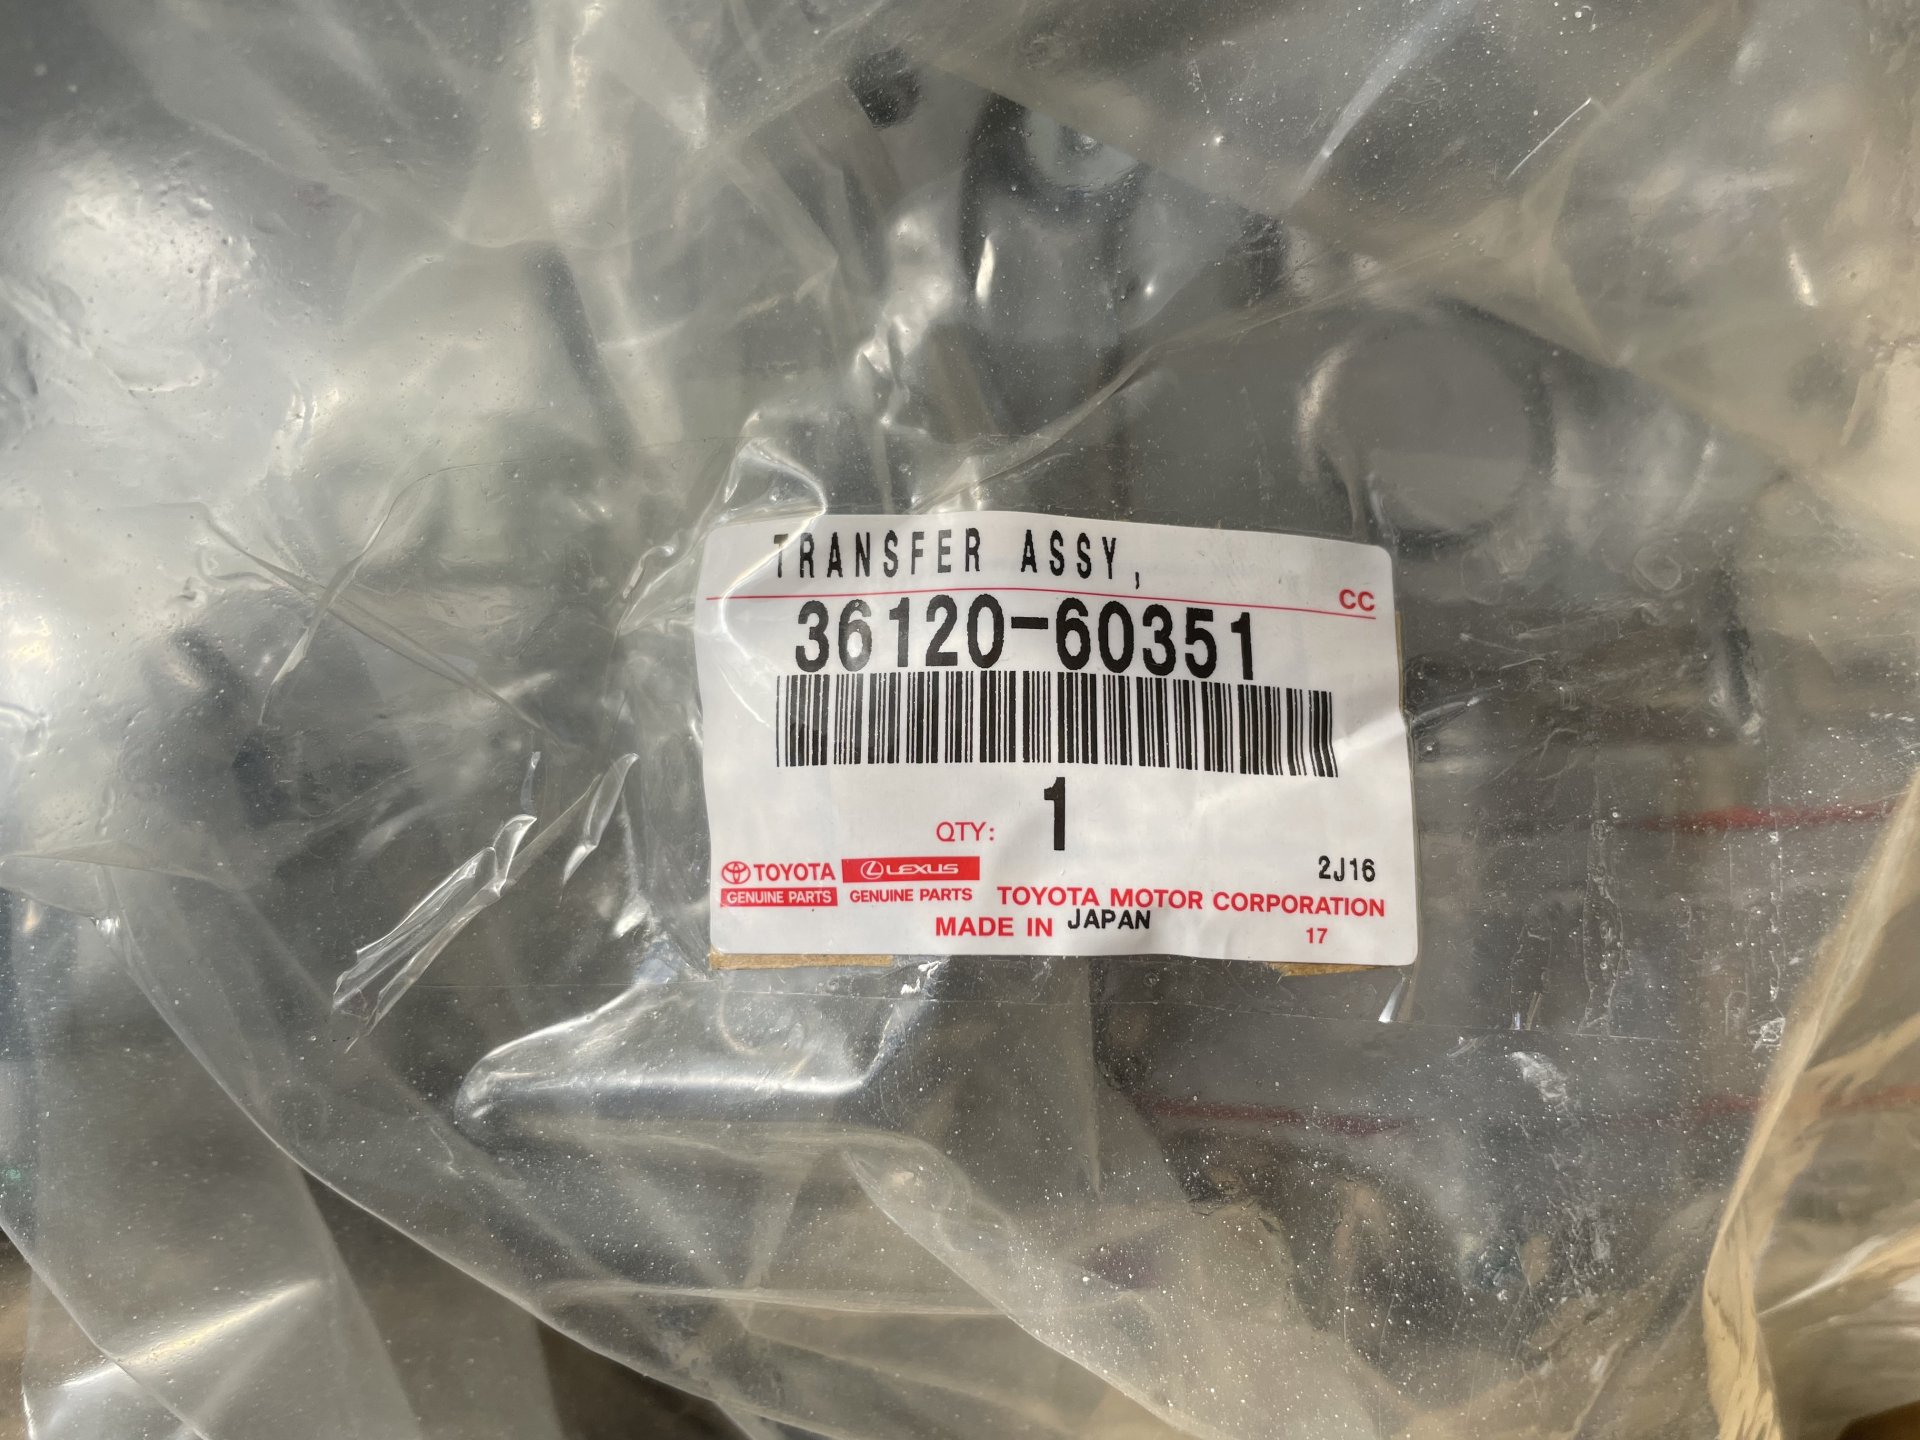 TRANSFER ASSY,
CC
36120-60351
QTY: 1
TOYOTA LEXUS 2J16
GENUINE PARTS GENUINE PARTS TOYOTA MOTOR CORPORATION
MADE IN JAPAN 17